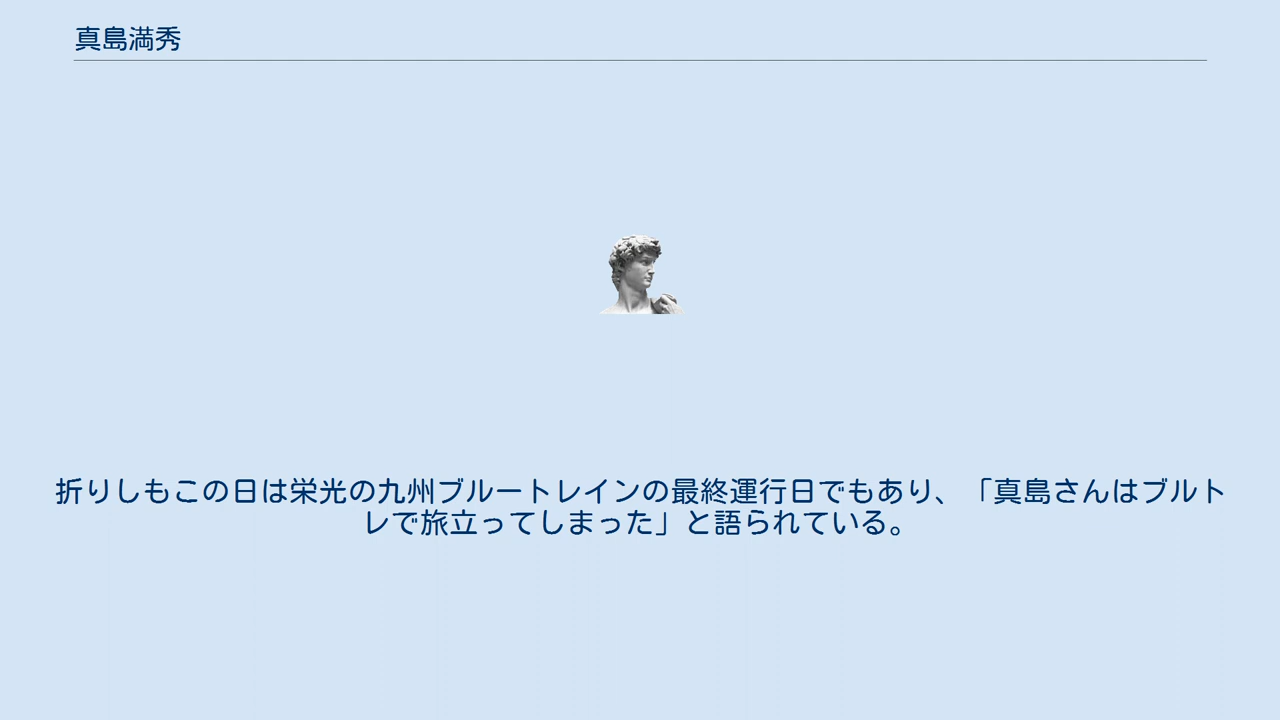 真島満秀
折りしもこの日は栄光の九州ブルートレインの最終運行日でもあり、「真島さんはブルト
レで旅立ってしまった」と語られている。